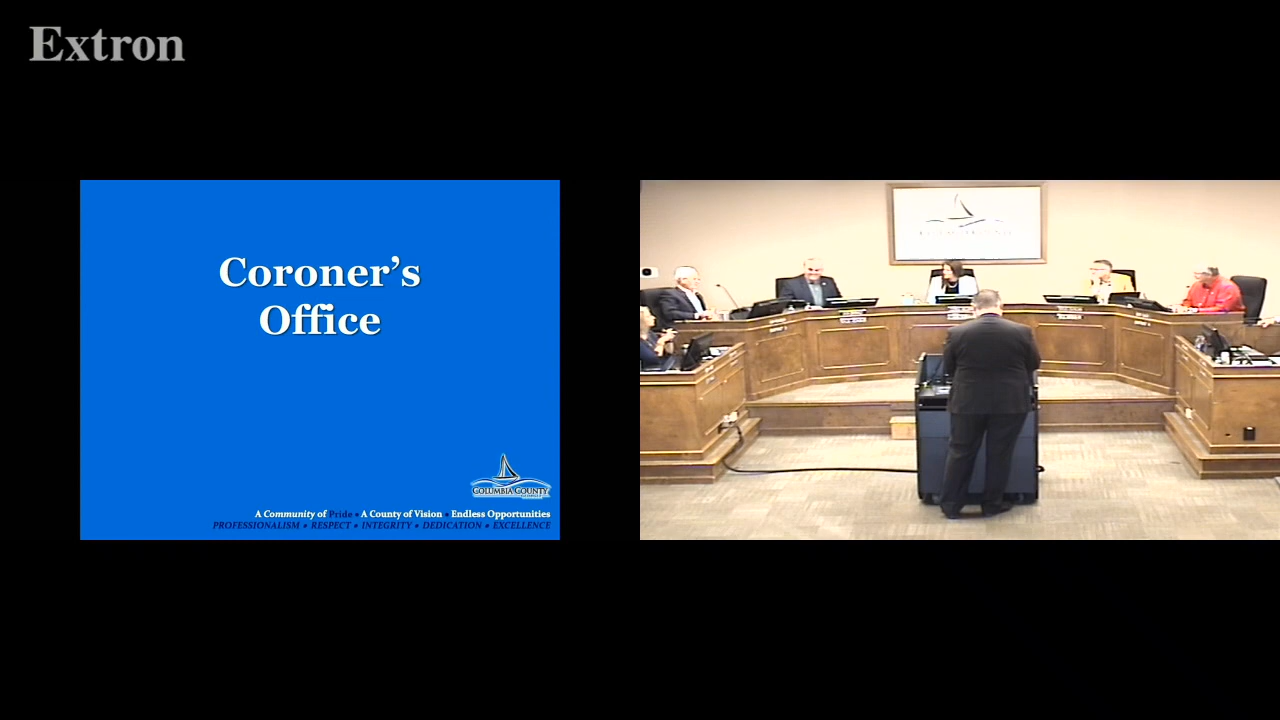 Extron
Coroner's
Office
COLUMBIA COUNTY
A Community of Pride • A County of Vision • Endless Opportunities
PROFESSIONALISM • RESPECT • INTEGRITY • DEDICATION • EXCELLENCE